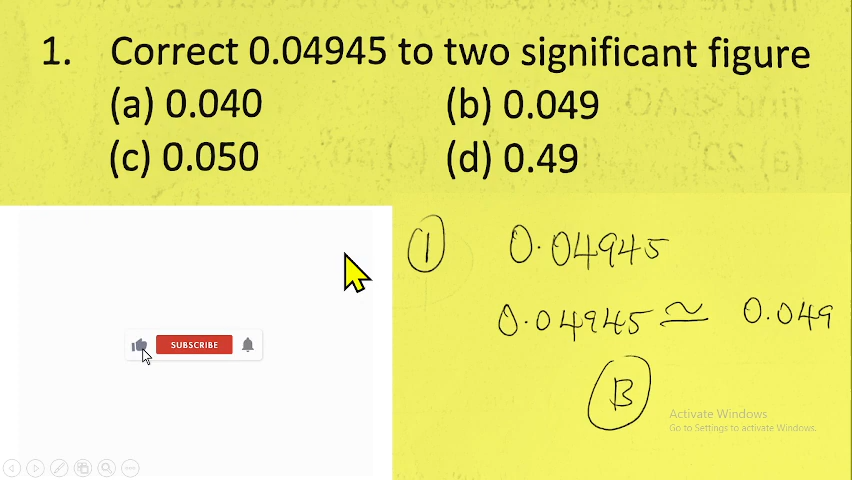 1. Correct 0.04945 to two significant figure
(a) 0.040 (b) 0.049
(c) 0.050 (d) 0.49
① 0.04945
0.04945 ≃ 0.049
B
SUBSCRIBE
Activate Windows
Go to Settings to activate Windows.